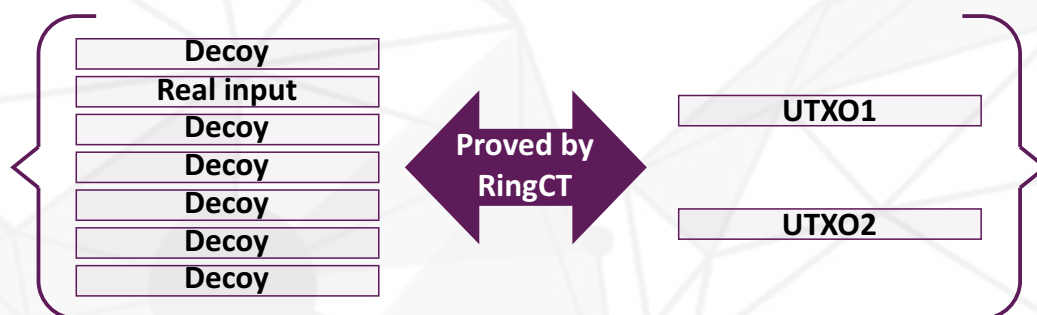 Decoy
Real input
Decoy
Decoy
Decoy
Decoy
Decoy
Proved by
RingCT
UTXO1
UTXO2